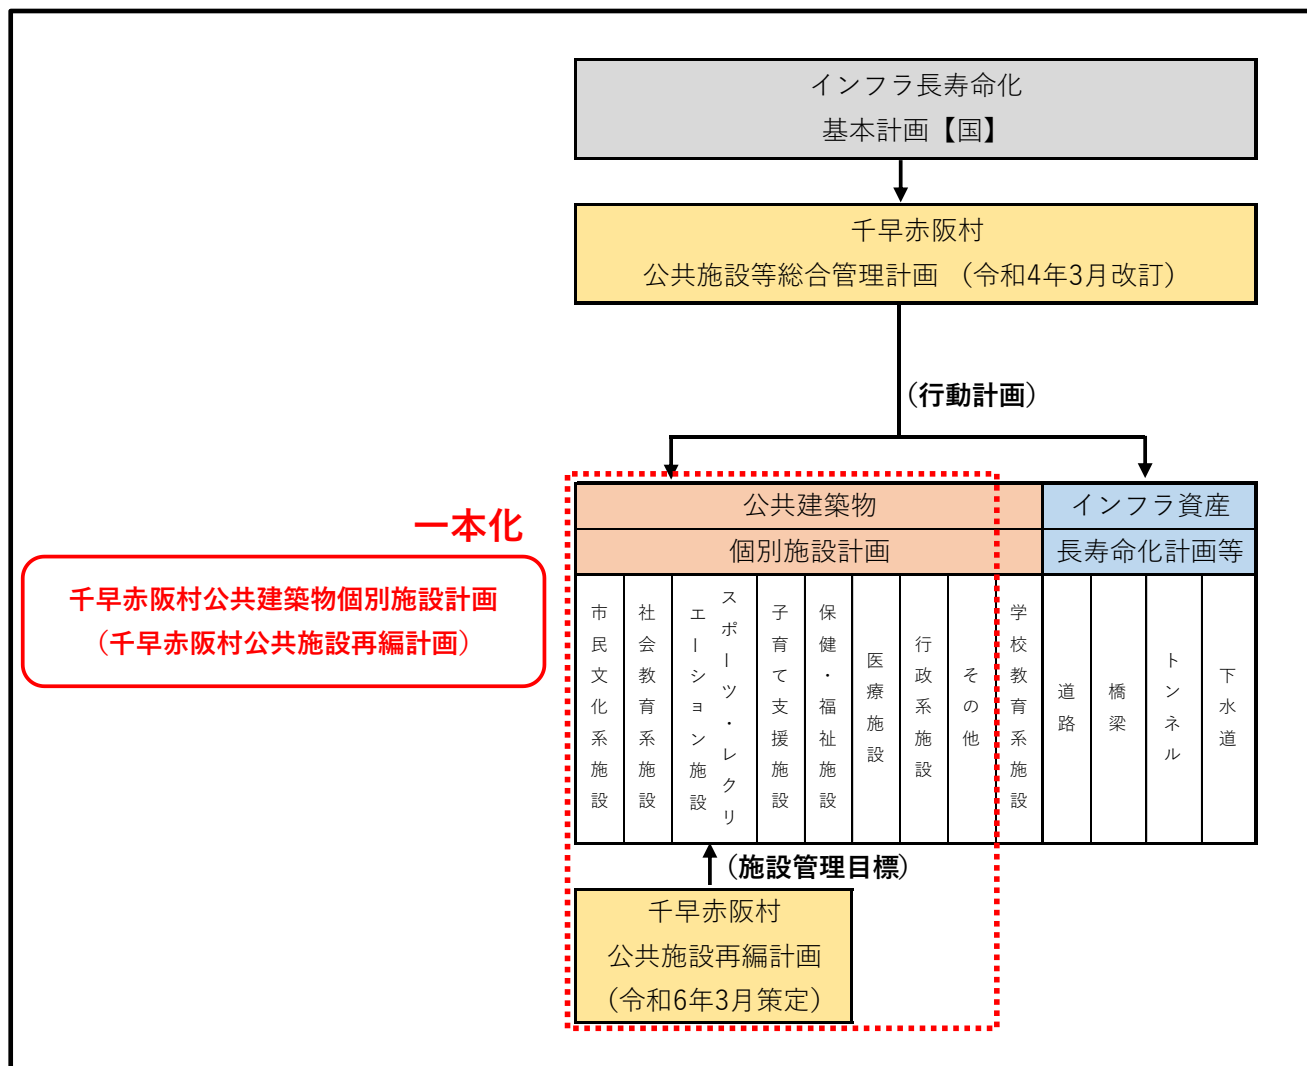 インフラ長寿命化
基本計画【国】
千早赤阪村
公共施設等総合管理計画 （令和4年3月改訂）
（行動計画）
一本化
千早赤阪村公共建築物個別施設計画
（千早赤阪村公共施設再編計画）
公共建築物
インフラ資産
個別施設計画
長寿命化計画等
市民文化系施設
社会教育系施設
スポーツ・レクリ
エーション施設
子育て支援施設
保健・福祉施設
医療施設
行政系施設
その他
学校教育系施設
道路
橋梁
トンネル
下水道
（施設管理目標）
千早赤阪村
公共施設再編計画
（令和6年3月策定）